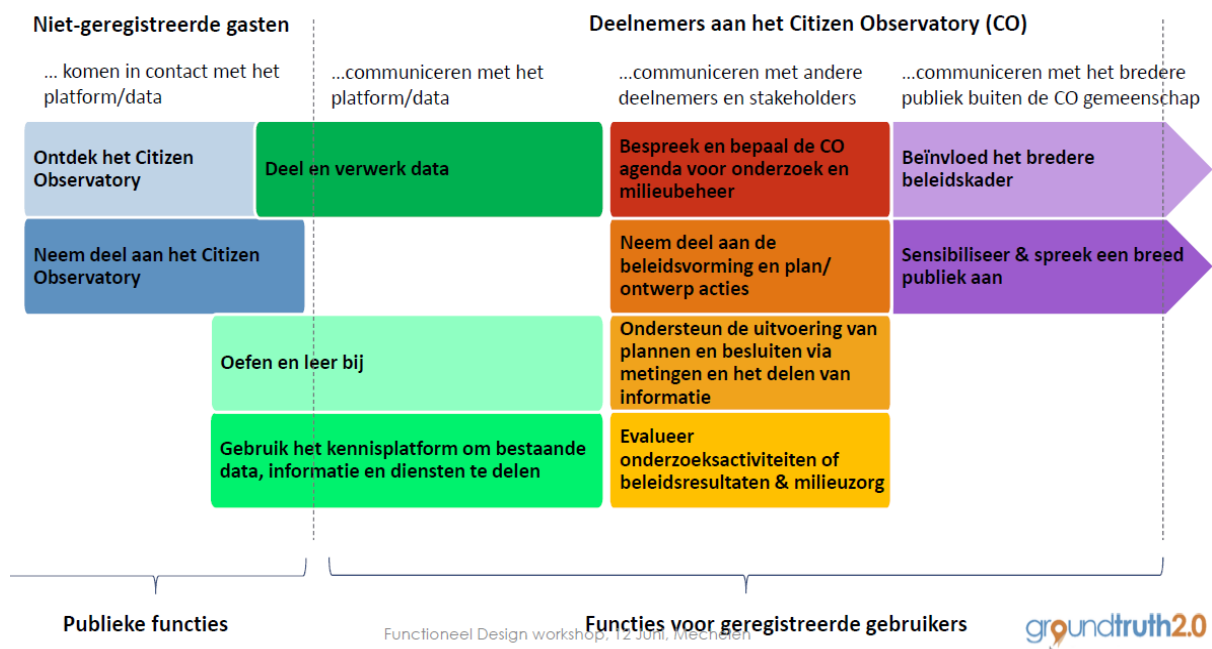 Niet-geregistreerde gasten
Deelnemers aan het Citizen Observatory (CO)
... komen in contact met het
platform/data
...communiceren met het
platform/data
...communiceren met andere
deelnemers en stakeholders
...communiceren met het bredere
publiek buiten de CO gemeenschap
Ontdek het Citizen
Observatory
Deel en verwerk data
Bespreek en bepaal de CO
agenda voor onderzoek en
milieubeheer
Beïnvloed het bredere
beleidskader
Neem deel aan het Citizen
Observatory
Neem deel aan de
beleidsvorming en plan/
ontwerp acties
Sensibiliseer & spreek een breed
publiek aan
Oefen en leer bij
Ondersteun de uitvoering van
plannen en besluiten via
metingen en het delen van
informatie
Gebruik het kennisplatform om bestaande
data, informatie en diensten te delen
Evalueer
onderzoeksactiviteiten of
beleidsresultaten & milieuzorg
Publieke functies
Functies voor geregistreerde gebruikers
Functioneel Design workshop, 12 Juni, Mechelen
groundtruth2.0